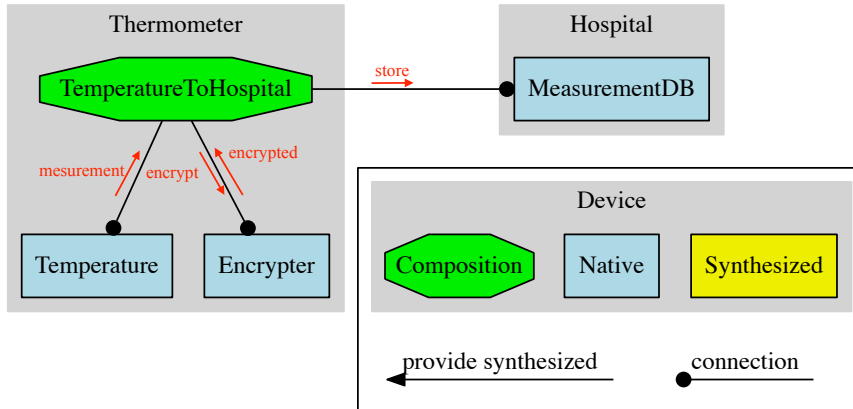 Thermometer
Hospital
TemperatureToHospital
store
MeasurementDB
mesurement
encrypt
encrypted
Temperature
Encrypter
Device
Composition
Native
Synthesized
provide synthesized
connection